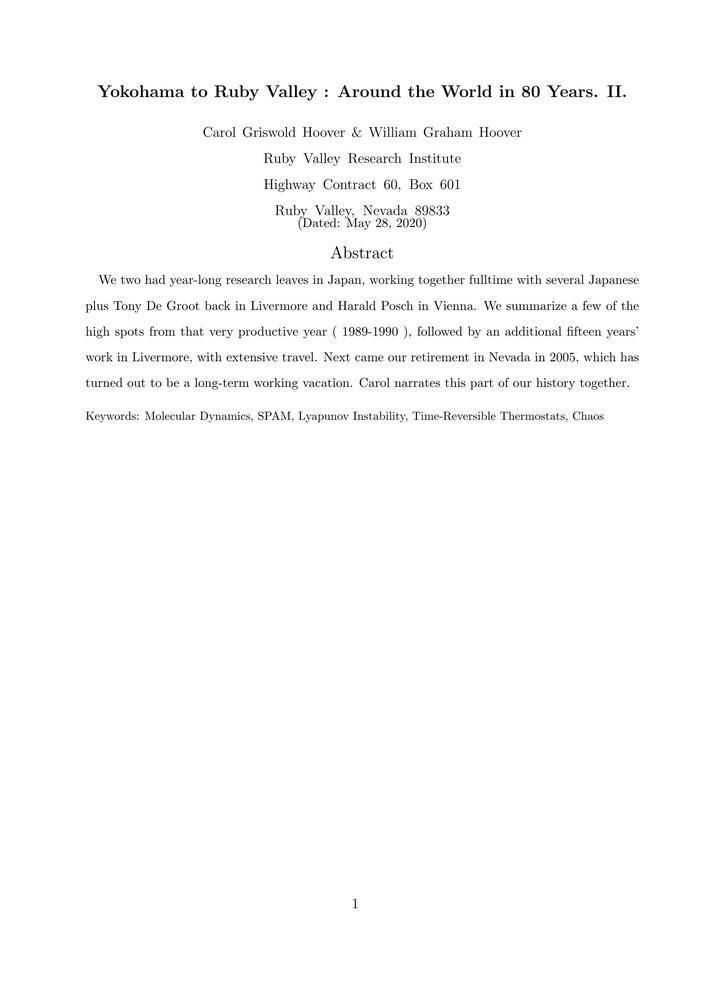 Yokohama to Ruby Valley : Around the World in 80 Years. II.
Carol Griswold Hoover & William Graham Hoover
Ruby Valley Research Institute
Highway Contract 60, Box 601
Ruby Valley, Nevada 89833
(Dated: May 28, 2020)
Abstract
We two had year-long research leaves in Japan, working together fulltime with several Japanese
plus Tony De Groot back in Livermore and Harald Posch in Vienna. We summarize a few of the
high spots from that very productive year ( 1989-1990 ), followed by an additional fifteen years'
work in Livermore, with extensive travel. Next came our retirement in Nevada in 2005, which has
turned out to be a long-term working vacation. Carol narrates this part of our history together.
Keywords: Molecular Dynamics, SPAM, Lyapunov Instability, Time-Reversible Thermostats, Chaos
1